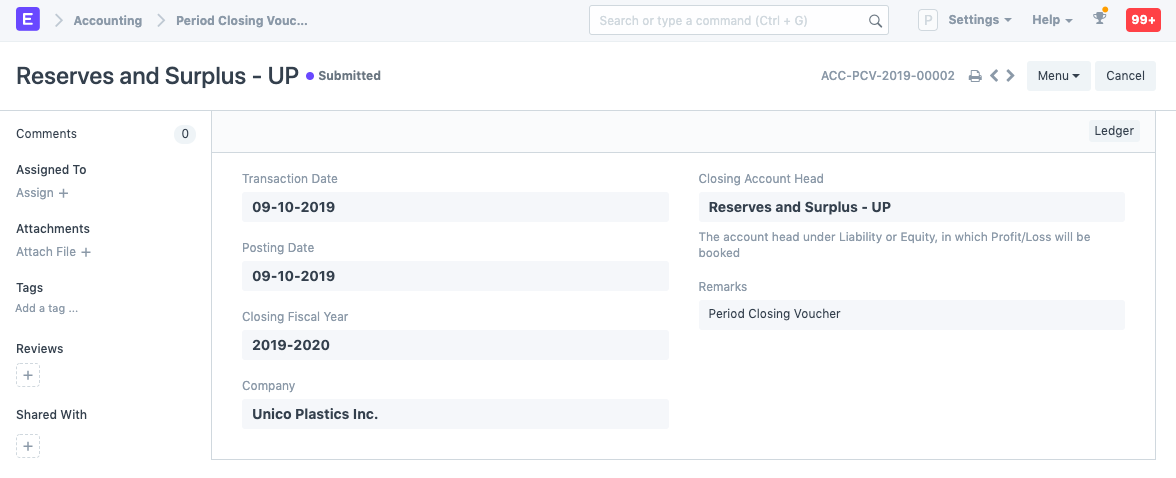 E
Accounting
Period Closing Vouc...
Search or type a command (Ctrl + G)
P
Settings
Help
99+
Reserves and Surplus - UP
Submitted
ACC-PCV-2019-00002
Menu
Cancel
Comments
0
Assigned To
Assign +
Attachments
Attach File +
Tags
Add a tag ...
Reviews
+
Shared With
+
Ledger
Transaction Date
09-10-2019
Posting Date
09-10-2019
Closing Fiscal Year
2019-2020
Company
Unico Plastics Inc.
Closing Account Head
Reserves and Surplus - UP
The account head under Liability or Equity, in which Profit/Loss will be
booked
Remarks
Period Closing Voucher